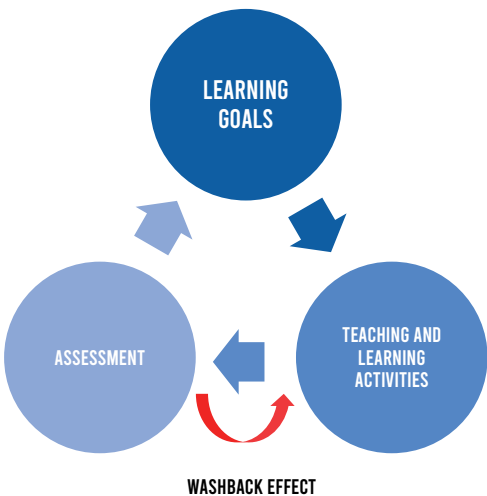 LEARNING
GOALS
TEACHING AND
LEARNING
ACTIVITIES
ASSESSMENT
WASHBACK EFFECT